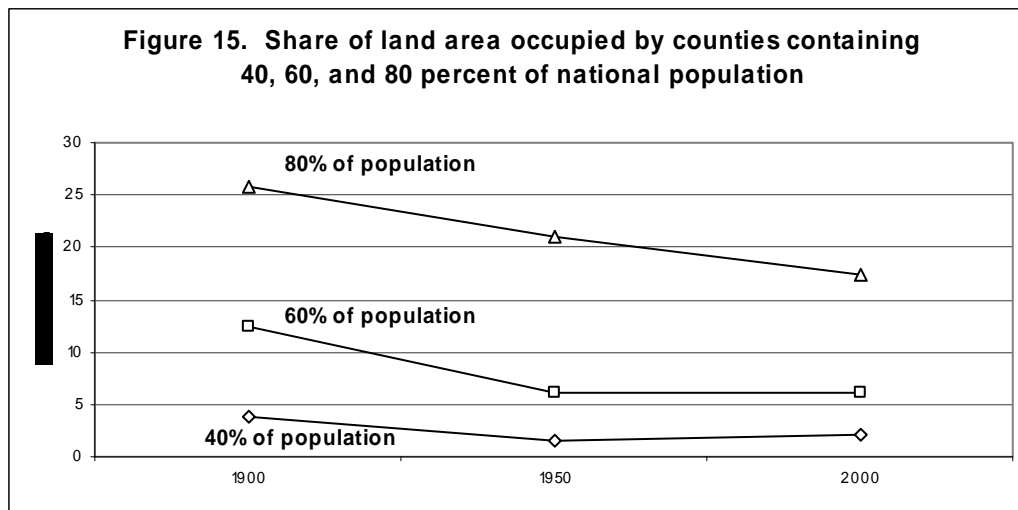 Figure 15. Share of land area occupied by counties containing
40, 60, and 80 percent of national population
30
80% of population
25
20
15
60% of population
10
5
40% of population
0
1900 1950 2000